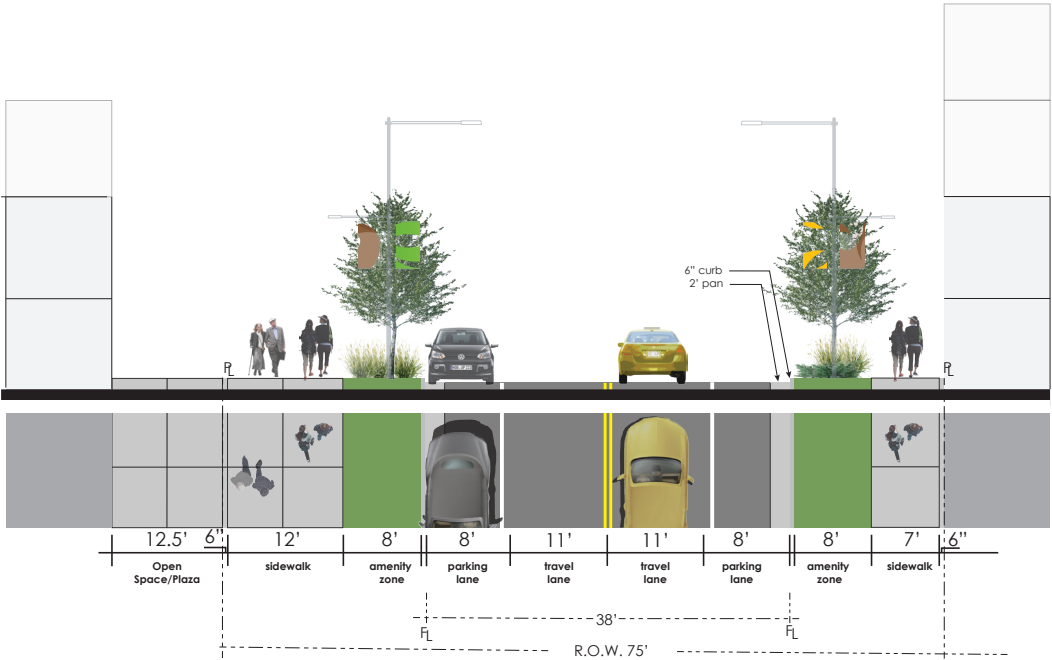 6" curb
2' pan
PL
PL
12.5'
6"
12'
8'
8'
11'
11'
8'
8'
7'
6"
Open
Space/Plaza
sidewalk
amenity
zone
parking
lane
travel
lane
travel
lane
parking
lane
amenity
zone
sidewalk
38'
FL
FL
R.O.W. 75'